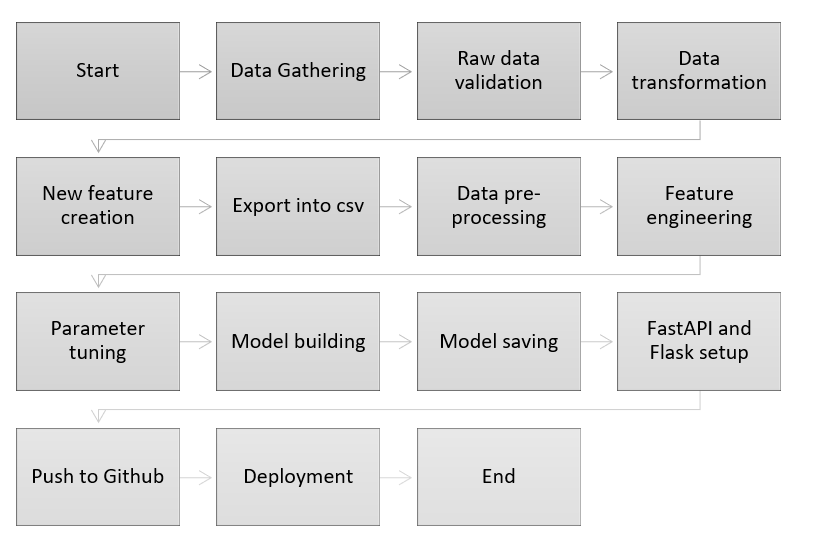 Start
Data Gathering
Raw data
validation
Data
transformation
New feature
creation
Export into csv
Data pre-
processing
Feature
engineering
Parameter
tuning
Model building
Model saving
FastAPI and
Flask setup
Push to Github
Deployment
End